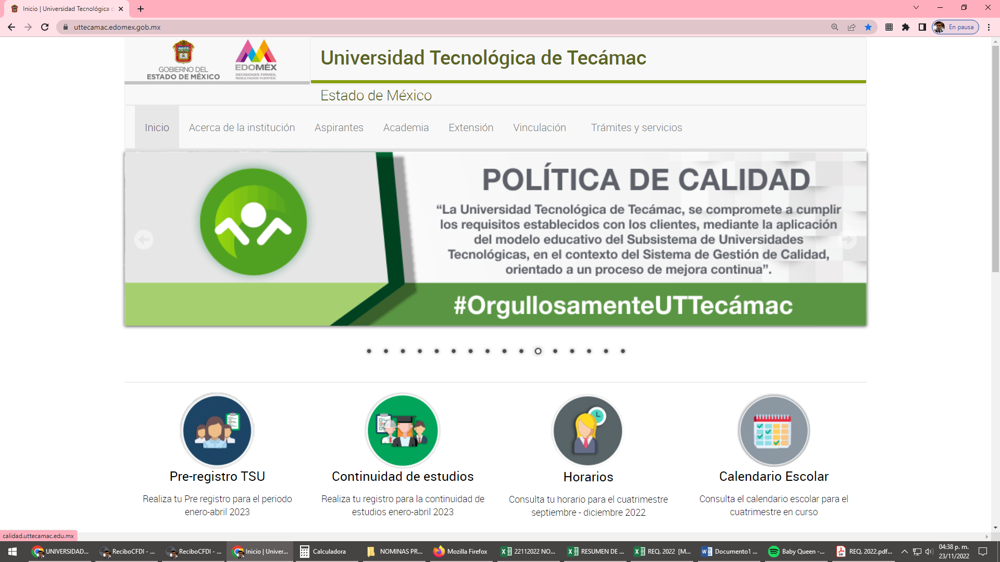 Inicio | Universidad Tecnológica d
uttecamac.edomex.gob.mx
En pausa
GOBIERNO DEL
ESTADO DE MÉXICO
EDOMÉX
DECISIONES FIRMES,
RESULTADOS FUERTES.
Universidad Tecnológica de Tecámac
Estado de México
Inicio
Acerca de la institución
Aspirantes
Academia
Extensión
Vinculación
Trámites y servicios
POLÍTICA DE CALIDAD
“La Universidad Tecnológica de Tecámac, se compromete a cumplir
los requisitos establecidos con los clientes, mediante la aplicación
del modelo educativo del Subsistema de Universidades
Tecnológicas, en el contexto del Sistema de Gestión de Calidad,
orientado a un proceso de mejora continua”.
#OrgullosamenteUTTecámac
Pre-registro TSU
Realiza tu Pre registro para el periodo
enero-abril 2023
Continuidad de estudios
Realiza tu registro para la continuidad de
estudios enero-abril 2023
Horarios
Consulta tu horario para el cuatrimestre
septiembre - diciembre 2022
Calendario Escolar
Consulta el calendario escolar para el
cuatrimestre en curso
calidad.uttecamac.edu.mx
UNIVERSIDAD...
ReciboCFDI - ...
ReciboCFDI - ...
Inicio | Univer...
Calculadora
NOMINAS PR...
Mozilla Firefox
22112022 NO...
RESUMEN DE ...
REQ. 2022 [M...
Documento1 ...
Baby Queen -...
REQ. 2022.pdf...
04:38 p. m.
23/11/2022